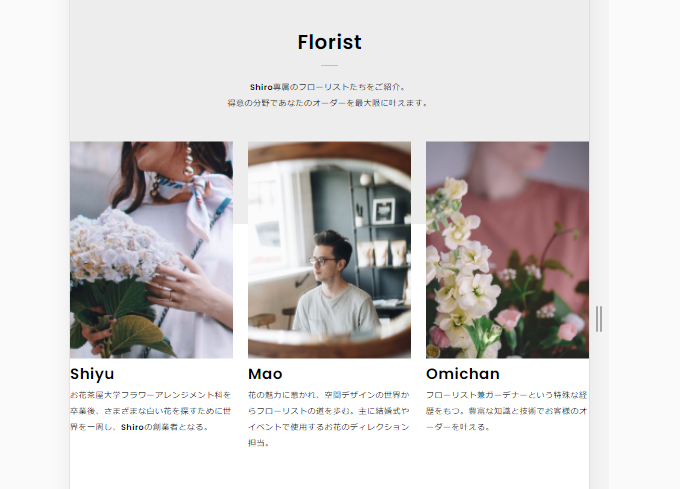 Florist
Shiro専属のフローリストたちをご紹介。
得意の分野であなたのオーダーを最大限に叶えます。
Shiyu
お花茶屋大学フラワーアレンジメント科を
卒業後、さまざまな白い花を探すために世
界を一周し、Shiroの創業者となる。
Mao
花の魅力に惹かれ、空間デザインの世界か
らフローリストの道を歩む。主に結婚式や
イベントで使用するお花のディレクション
担当。
Omichan
フローリスト兼ガーデナーという特殊な経
歴をもつ。豊富な知識と技術でお客様のオ
ーダーを叶える。